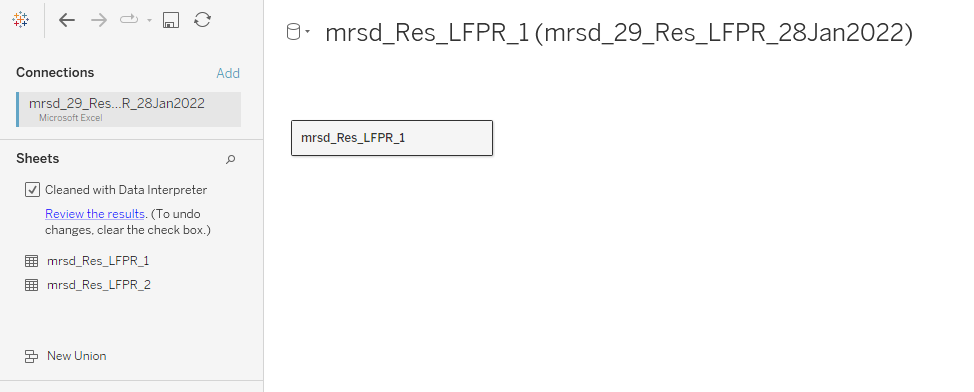 Connections
Add
mrsd_29_Res...R_28Jan2022
Microsoft Excel
Sheets
Cleaned with Data Interpreter
Review the results. (To undo
changes, clear the check box.)
mrsd_Res_LFPR_1
mrsd_Res_LFPR_2
New Union
mrsd_Res_LFPR_1 (mrsd_29_Res_LFPR_28Jan2022)
mrsd_Res_LFPR_1